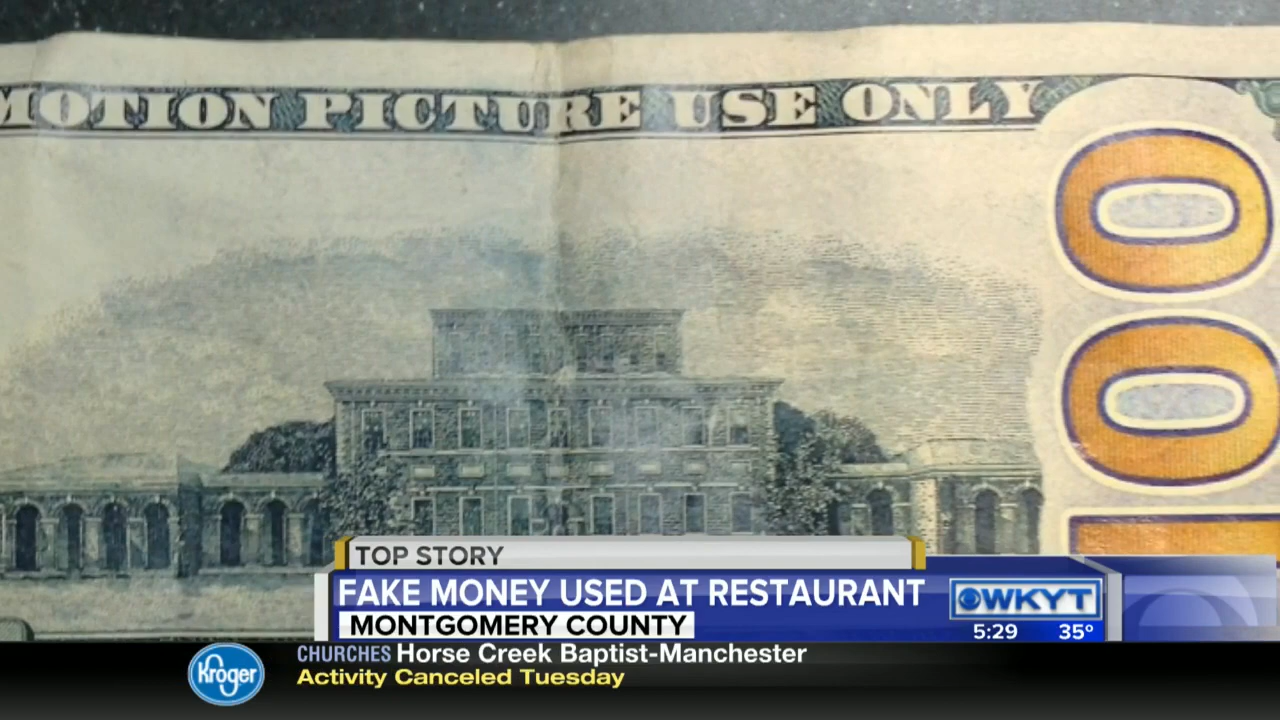 MOTION PICTURE USE ONLY
100
TOP STORY
FAKE MONEY USED AT RESTAURANT
MONTGOMERY COUNTY
WKYT
5:29 35°
Kroger
CHURCHES Horse Creek Baptist-Manchester
Activity Canceled Tuesday